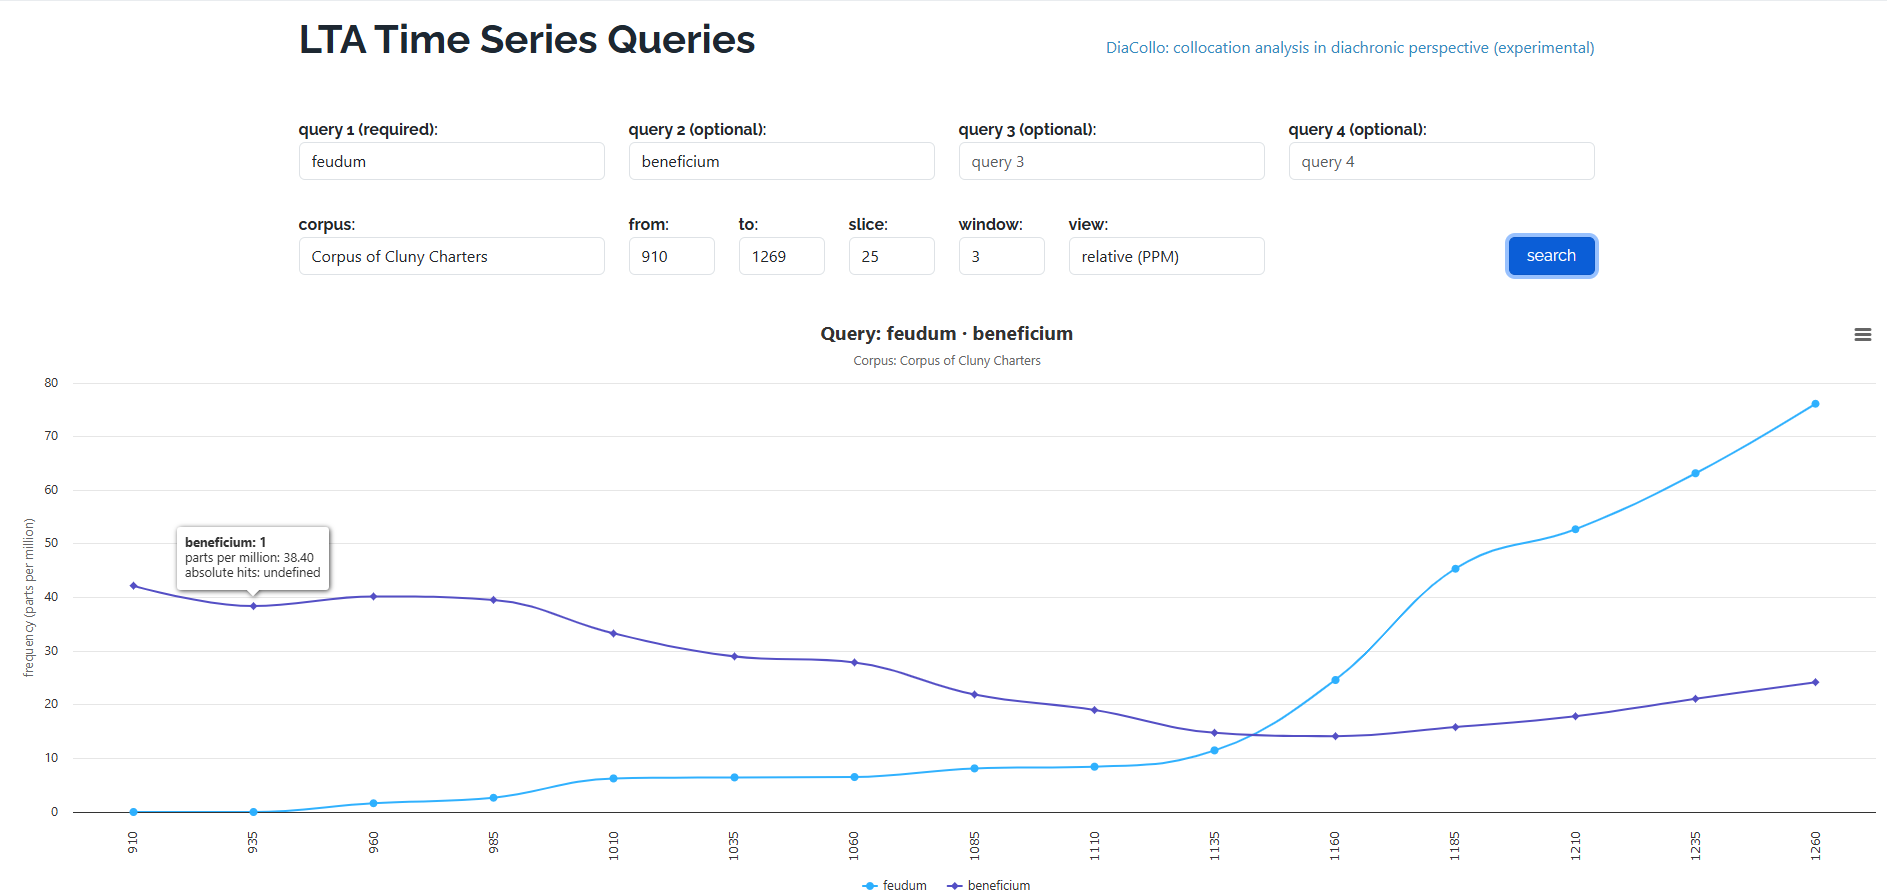 LTA Time Series Queries
DiaCollo: collocation analysis in diachronic perspective (experimental)
query 1 (required): query 2 (optional): query 3 (optional): query 4 (optional):
feudum beneficium query 3 query 4
corpus: from: to: slice: window: view:
Corpus of Cluny Charters 910 1269 25 3 relative (PPM) search
Query: feudum · beneficium
Corpus: Corpus of Cluny Charters
frequency (parts per million)
80
70
60
50
40
30
20
10
0
beneficium: 1
parts per million: 38.40
absolute hits: undefined
910 935 960 985 1010 1035 1060 1085 1110 1135 1160 1185 1210 1235 1260
feudum beneficium